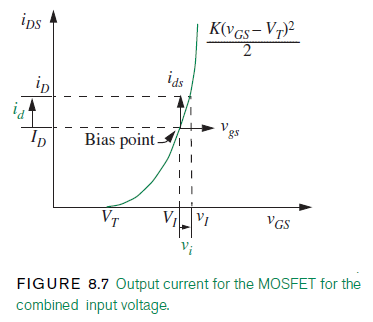 iDS
K(vGS – VT)²
2
iD
ids
id
ID
Bias point
vgs
VT
VI
vI
vGS
vi
FIGURE 8.7 Output current for the MOSFET for the
combined input voltage.